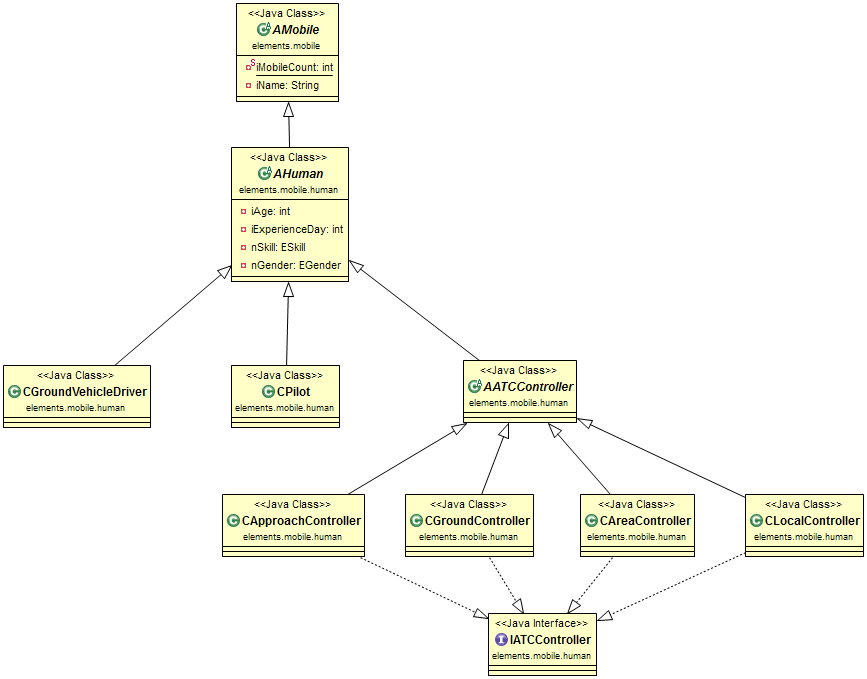 <<Java Class>>
AMobile
elements.mobile
iMobileCount: int
iName: String
<<Java Class>>
AHuman
elements.mobile.human
iAge: int
iExperienceDay: int
nSkill: ESkill
nGender: EGender
<<Java Class>>
CGroundVehicleDriver
elements.mobile.human
<<Java Class>>
CPilot
elements.mobile.human
<<Java Class>>
AATCController
elements.mobile.human
<<Java Class>>
CApproachController
elements.mobile.human
<<Java Class>>
CGroundController
elements.mobile.human
<<Java Class>>
CAreaController
elements.mobile.human
<<Java Class>>
CLocalController
elements.mobile.human
<<Java Interface>>
IATCController
elements.mobile.human